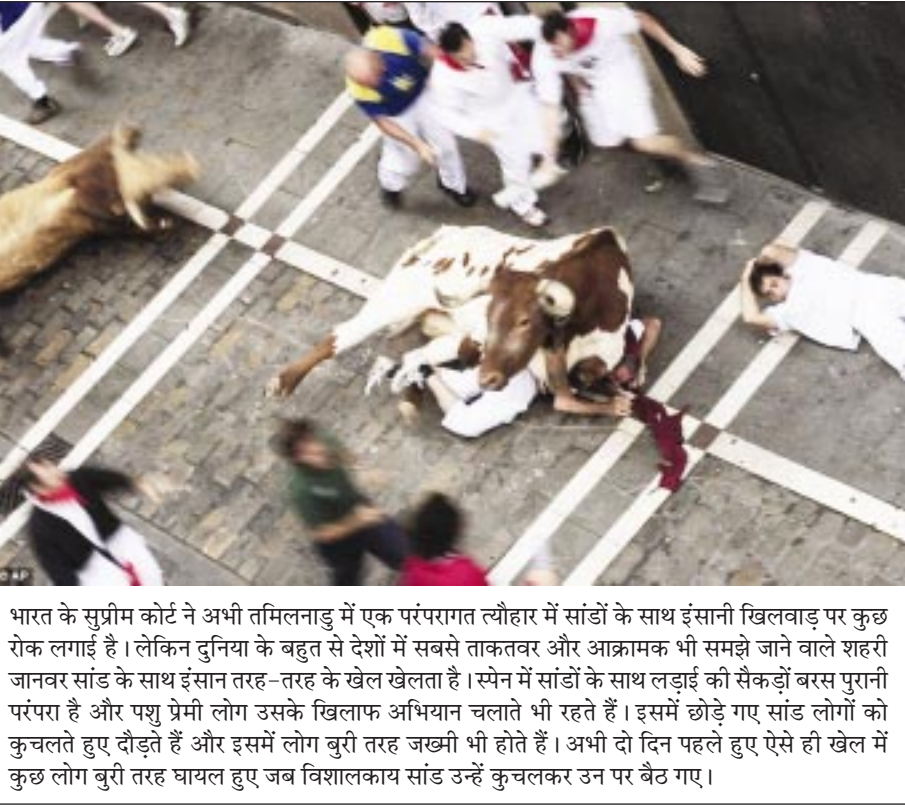 © AP
भारत के सुप्रीम कोर्ट ने अभी तमिलनाडु में एक परंपरागत त्यौहार में सांडों के साथ इंसानी खिलवाड़ पर कुछ
रोक लगाई है। लेकिन दुनिया के बहुत से देशों में सबसे ताकतवर और आक्रामक भी समझे जाने वाले शहरी
जानवर सांड के साथ इंसान तरह-तरह के खेल खेलता है। स्पेन में सांडों के साथ लड़ाई की सैकड़ों बरस पुरानी
परंपरा है और पशु प्रेमी लोग उसके खिलाफ अभियान चलाते भी रहते हैं। इसमें छोड़े गए सांड लोगों को
कुचलते हुए दौड़ते हैं और इसमें लोग बुरी तरह जख्मी भी होते हैं। अभी दो दिन पहले हुए ऐसे ही खेल में
कुछ लोग बुरी तरह घायल हुए जब विशालकाय सांड उन्हें कुचलकर उन पर बैठ गए।